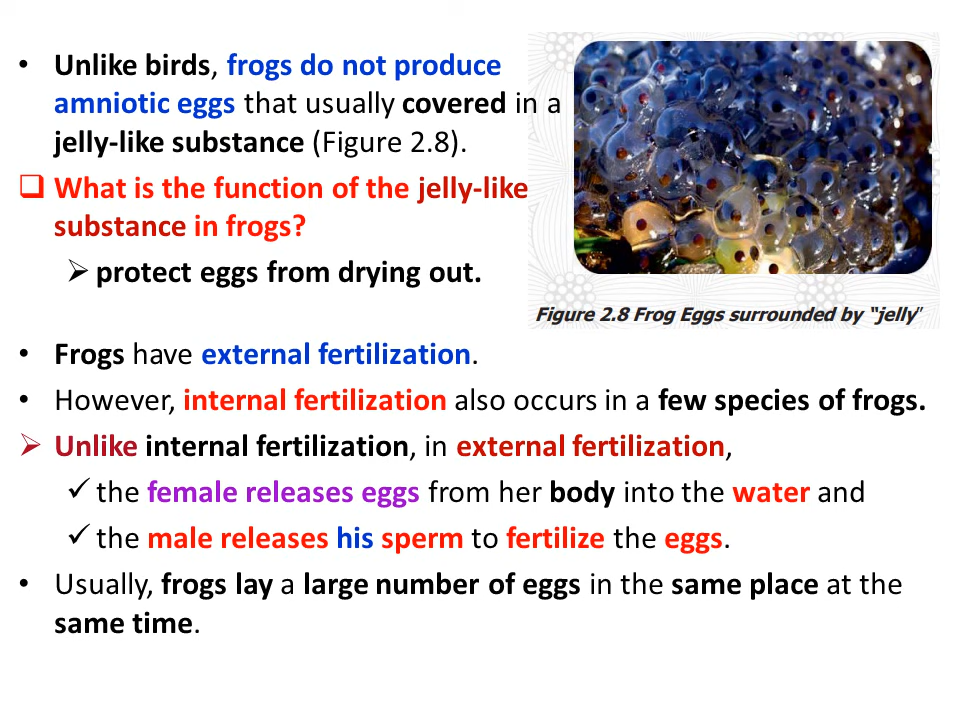 • Unlike birds, frogs do not produce
amniotic eggs that usually covered in a
jelly-like substance (Figure 2.8).
❑ What is the function of the jelly-like
substance in frogs?
➢ protect eggs from drying out.
Figure 2.8 Frog Eggs surrounded by “jelly”
• Frogs have external fertilization.
• However, internal fertilization also occurs in a few species of frogs.
➢ Unlike internal fertilization, in external fertilization,
✓ the female releases eggs from her body into the water and
✓ the male releases his sperm to fertilize the eggs.
• Usually, frogs lay a large number of eggs in the same place at the
same time.